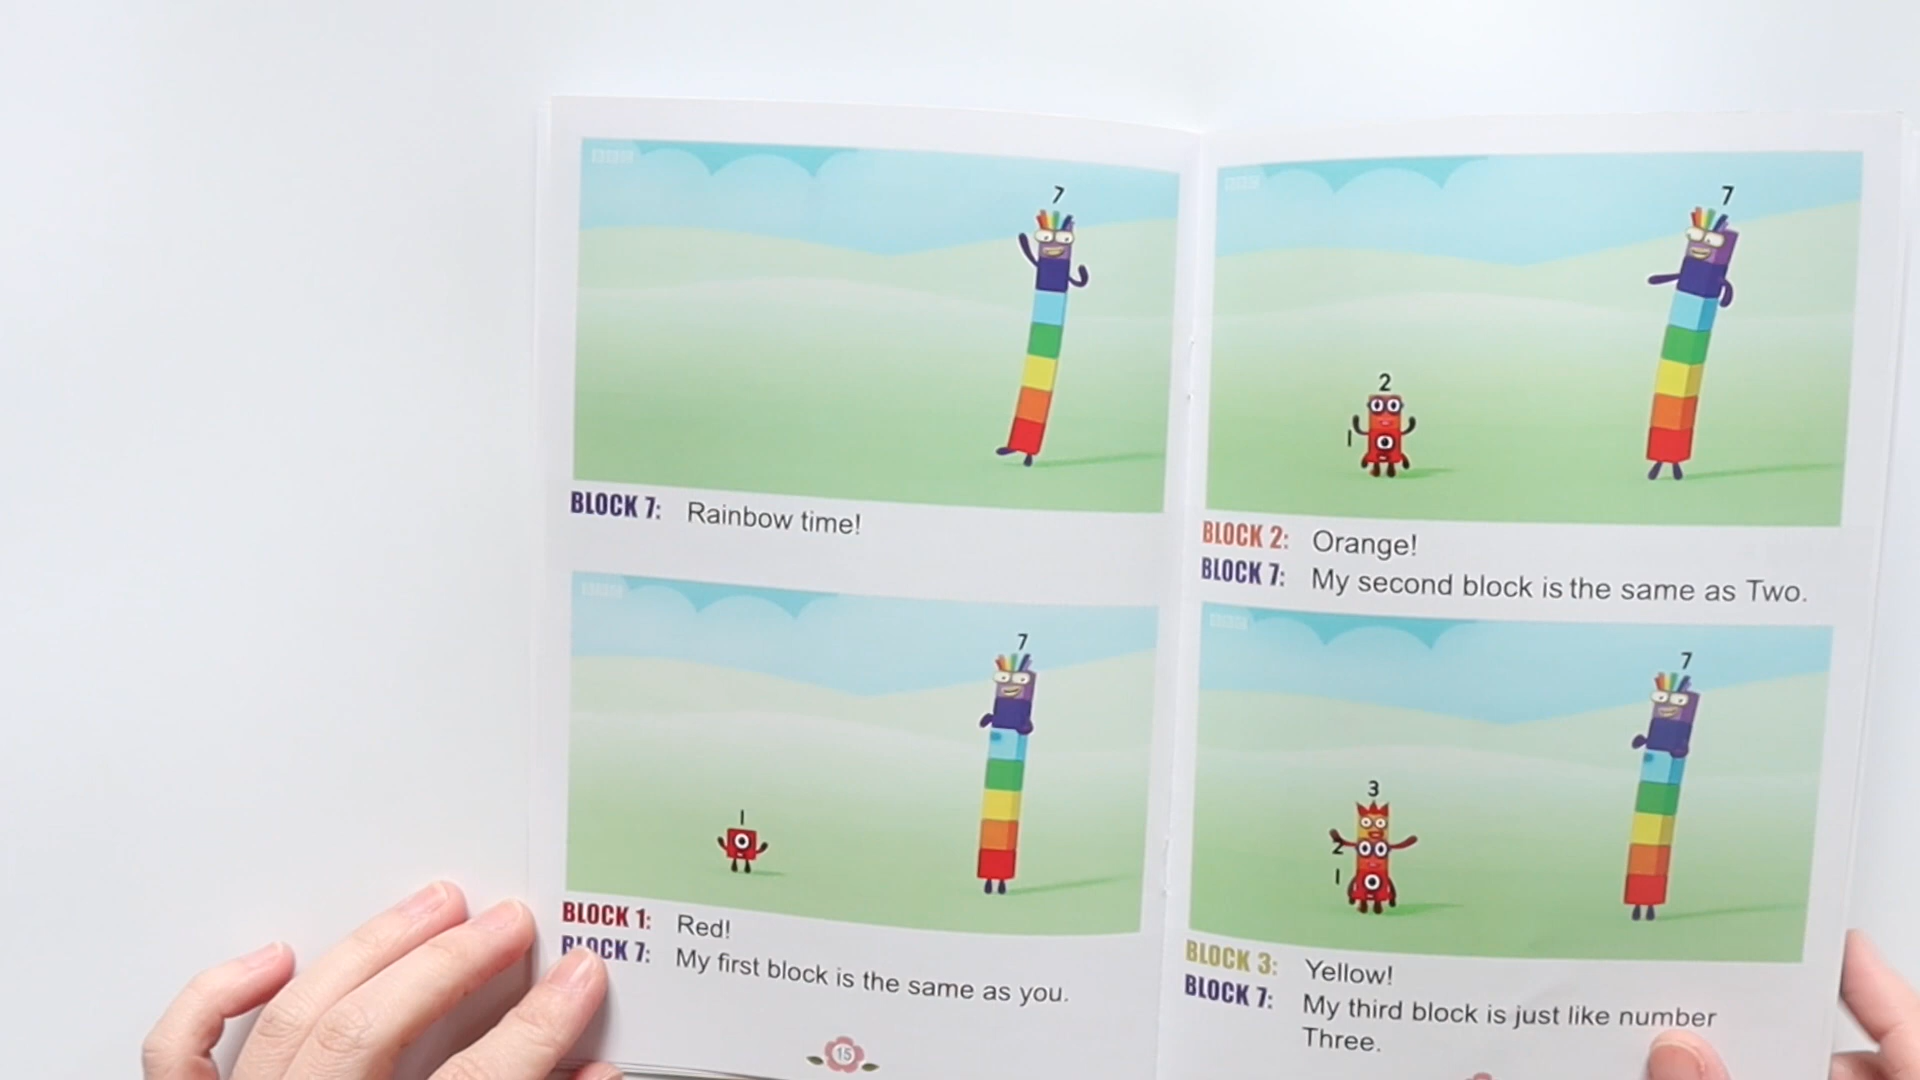 7
BLOCK 7: Rainbow time!
7
1
BLOCK 1: Red!
BLOCK 7: My first block is the same as you.
15
7
2
1
BLOCK 2: Orange!
BLOCK 7: My second block is the same as Two.
7
3
2
1
BLOCK 3: Yellow!
BLOCK 7: My third block is just like number
Three.